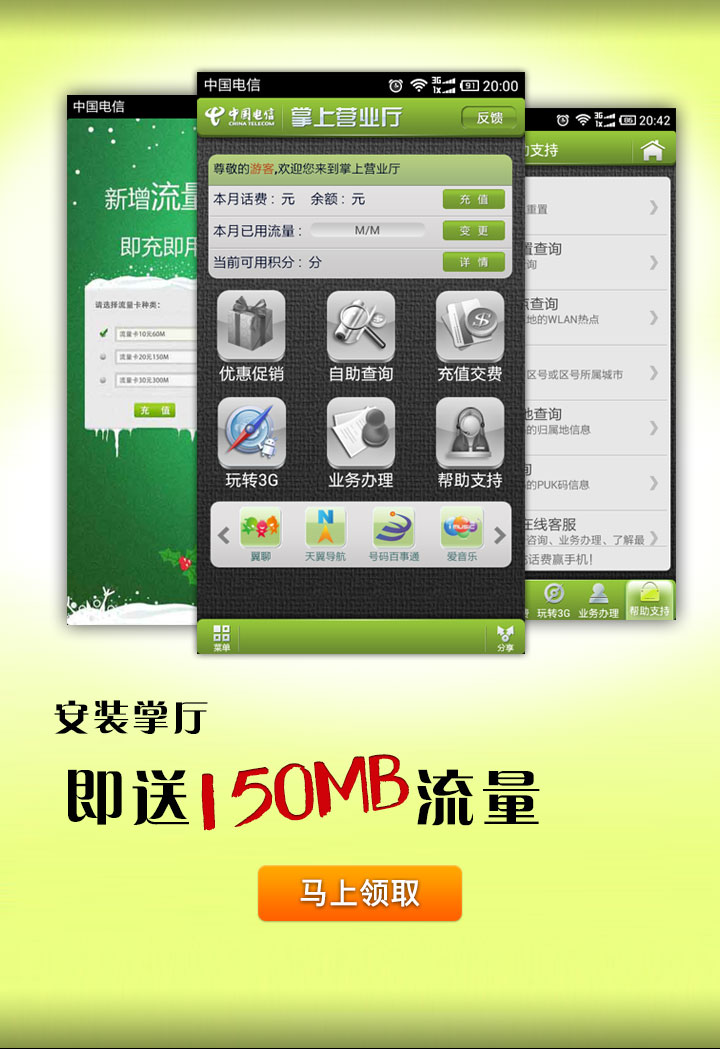 中国电信
新增流量
即充即用
请选择流量卡种类:
流量卡10元60M
流量卡20元150M
流量卡30元300M
充 值
中国电信 3G 1X 91 20:00
中国电信 CHINA TELECOM 掌上营业厅 反馈
尊敬的游客,欢迎您来到掌上营业厅
本月话费: 元 余额: 元 充 值
本月已用流量: M/M 变 更
当前可用积分: 分 详 情
优惠促销 自助查询 充值交费
玩转3G 业务办理 帮助支持
翼聊 天翼导航 号码百事通 爱音乐
菜单 分享
3G 1X 86 20:42
支持
重置
置查询
询
点查询
地的WLAN热点
区号或区号所属城市
地查询
的归属地信息
询
的PUK码信息
在线客服
咨询、业务办理、了解最
话费赢手机!
玩转3G 业务办理 帮助支持
安装掌厅
即送150MB流量
马上领取